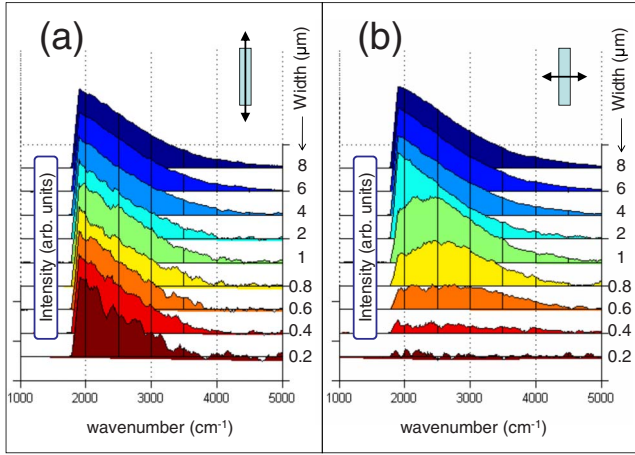 (a)
Width (μm)
Intensity (arb. units)
8
6
4
2
1
0.8
0.6
0.4
0.2
1000 2000 3000 4000 5000
wavenumber (cm⁻¹)
(b)
Width (μm)
Intensity (arb. units)
8
6
4
2
1
0.8
0.6
0.4
0.2
1000 2000 3000 4000 5000
wavenumber (cm⁻¹)